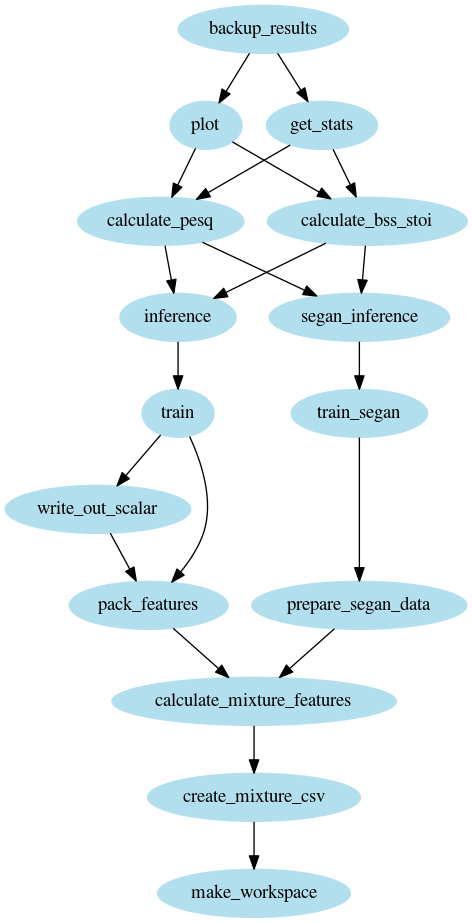 backup_results
plot
get_stats
calculate_pesq
calculate_bss_stoi
inference
segan_inference
train
train_segan
write_out_scalar
pack_features
prepare_segan_data
calculate_mixture_features
create_mixture_csv
make_workspace